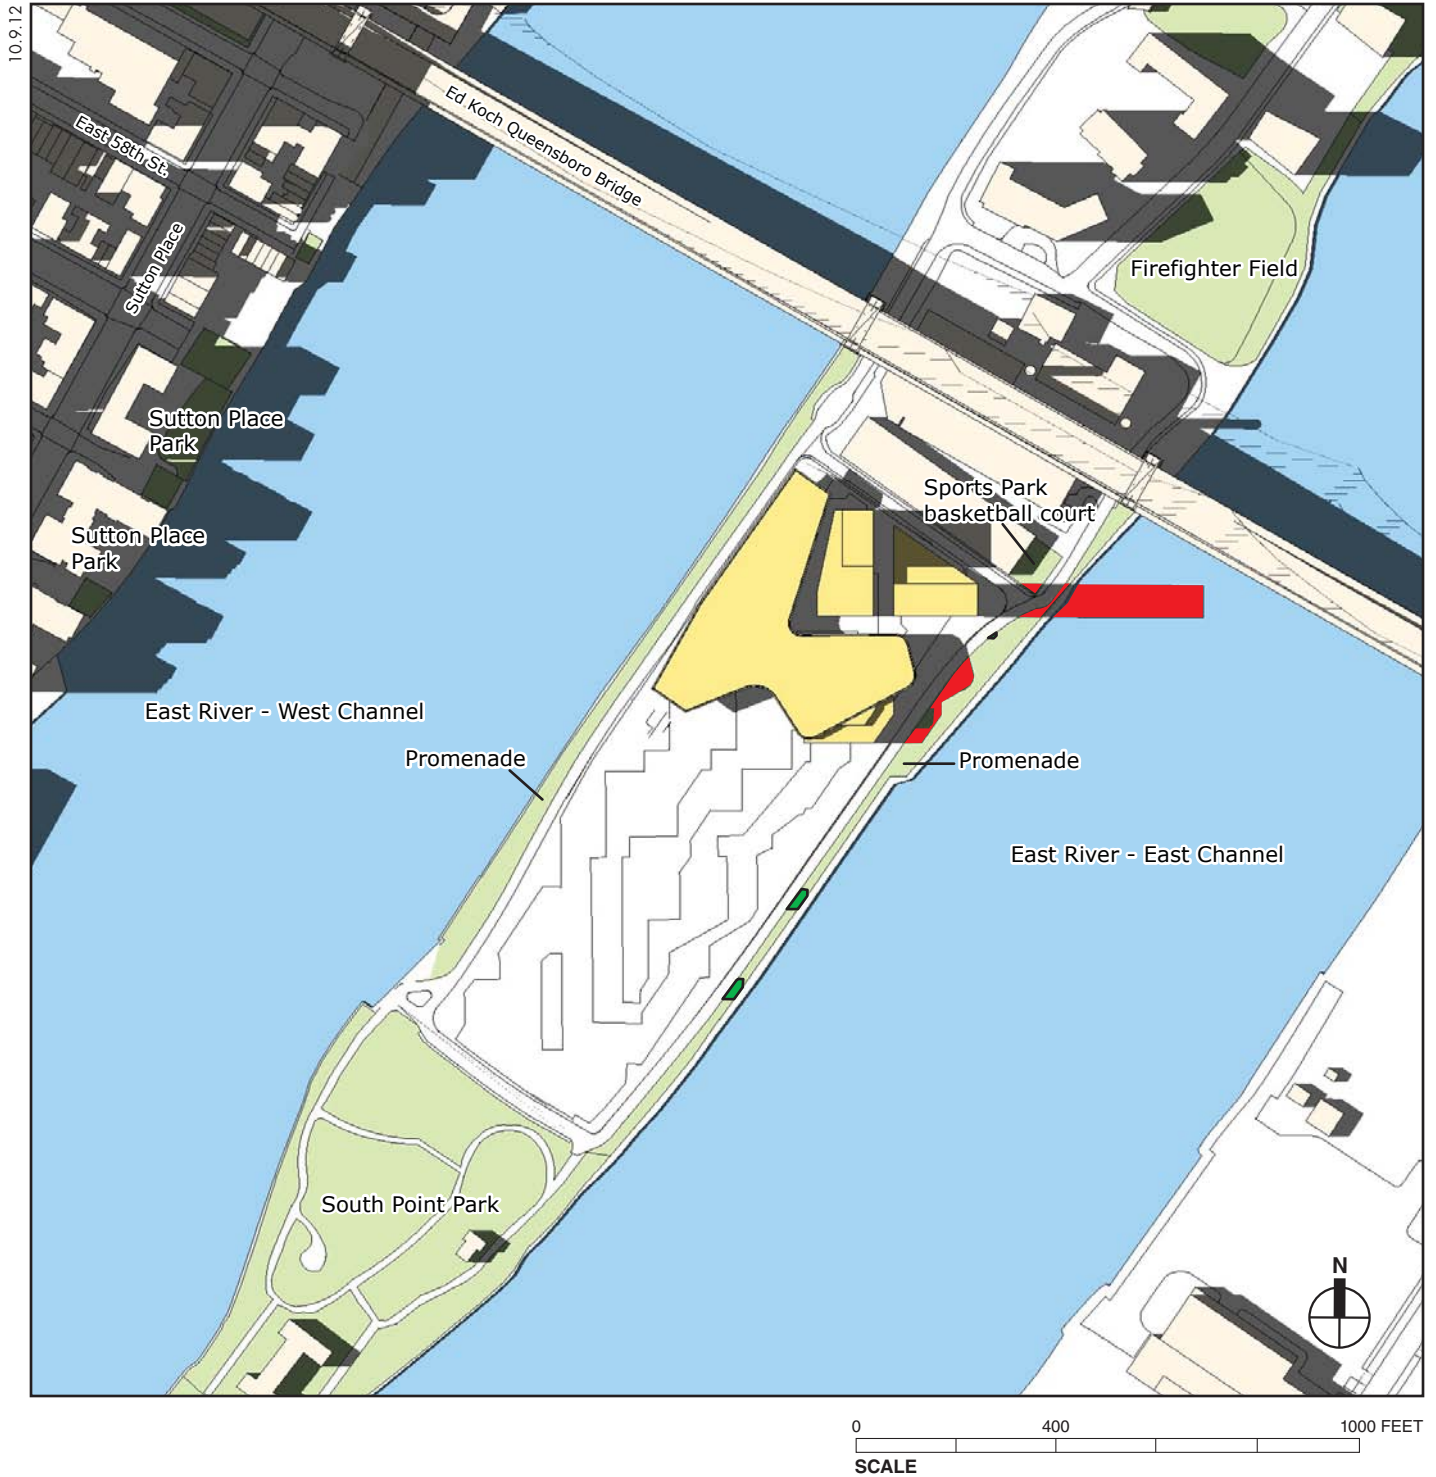 10.9.12
Ed Koch Queensboro Bridge
East 58th St.
Sutton Place
Firefighter Field
Sutton Place
Park
Sports Park
basketball court
Sutton Place
Park
East River - West Channel
Promenade
Promenade
East River - East Channel
South Point Park
N
0 400 1000 FEET
SCALE